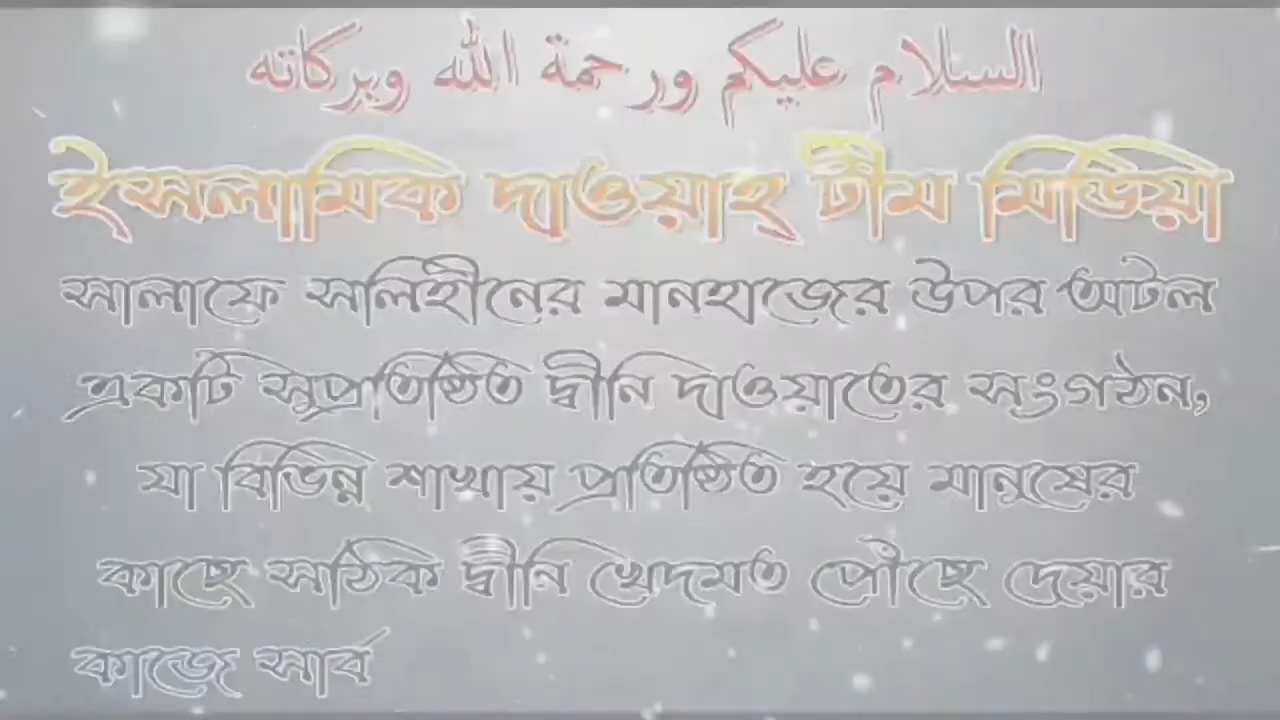 السلام عليكم ورحمة الله وبركاته
ইসলামিক দাওয়াহ্ টীম মিডিয়া
সালাফে সলিহীনের মানহাজের উপর অটল
একটি সুপ্রতিষ্ঠিত দ্বীনি দাওয়াতের সংগঠন,
যা বিভিন্ন শাখায় প্রতিষ্ঠিত হয়ে মানুষের
কাছে সঠিক দ্বীনি খেদমত পৌঁছে দেয়ার
কাজে সার্ব